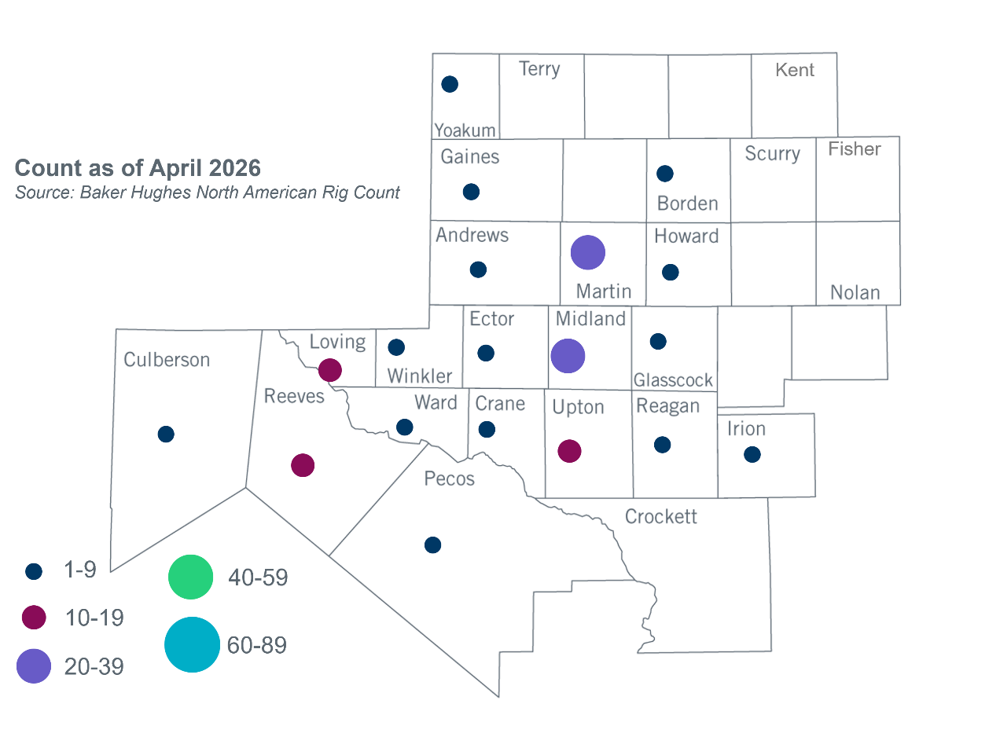 Terry
Kent
Yoakum
Count as of April 2026
Source: Baker Hughes North American Rig Count
Gaines
Scurry
Fisher
Borden
Andrews
Howard
Martin
Nolan
Culberson
Loving
Winkler
Ector
Midland
Glasscock
Reeves
Ward
Crane
Upton
Reagan
Irion
Pecos
Crockett
1-9
40-59
10-19
60-89
20-39